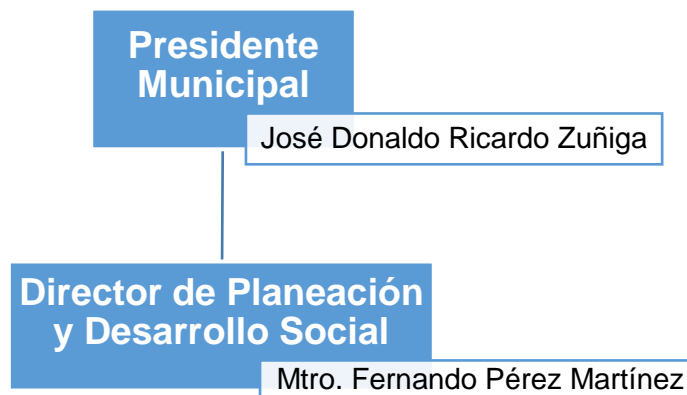 Presidente
Municipal
José Donaldo Ricardo Zuñiga
Director de Planeación
y Desarrollo Social
Mtro. Fernando Pérez Martínez